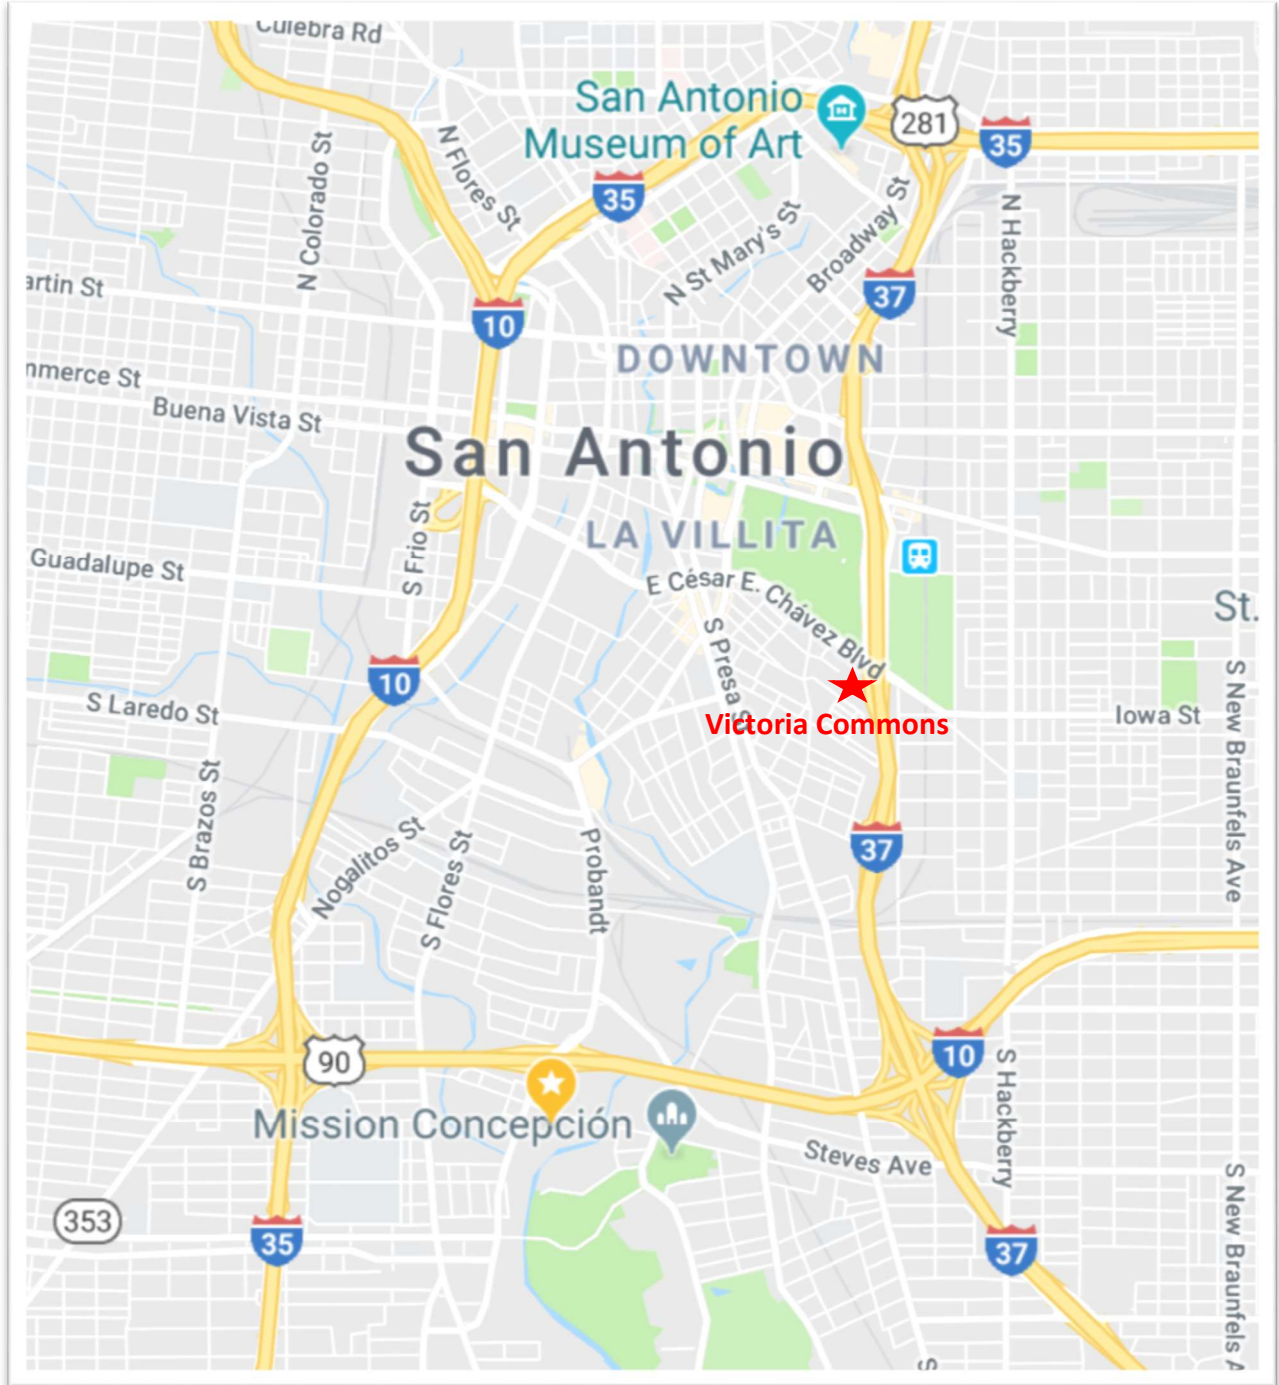 Culebra Rd
San Antonio
Museum of Art
281
35
N Colorado St
N Flores St
35
N St Mary's St
Broadway St
N Hackberry
artin St
37
10
DOWNTOWN
mmerce St
Buena Vista St
San Antonio
LA VILLITA
S Frio St
Guadalupe St
E César E. Chávez Blvd
St.
S Presa St
10
S Laredo St
Victoria Commons
Iowa St
S New Braunfels Ave
S Brazos St
Nogalitos St
S Flores St
Probandt
37
90
10
S Hackberry
Mission Concepción
Steves Ave
353
35
37
S New Braunfels A
S